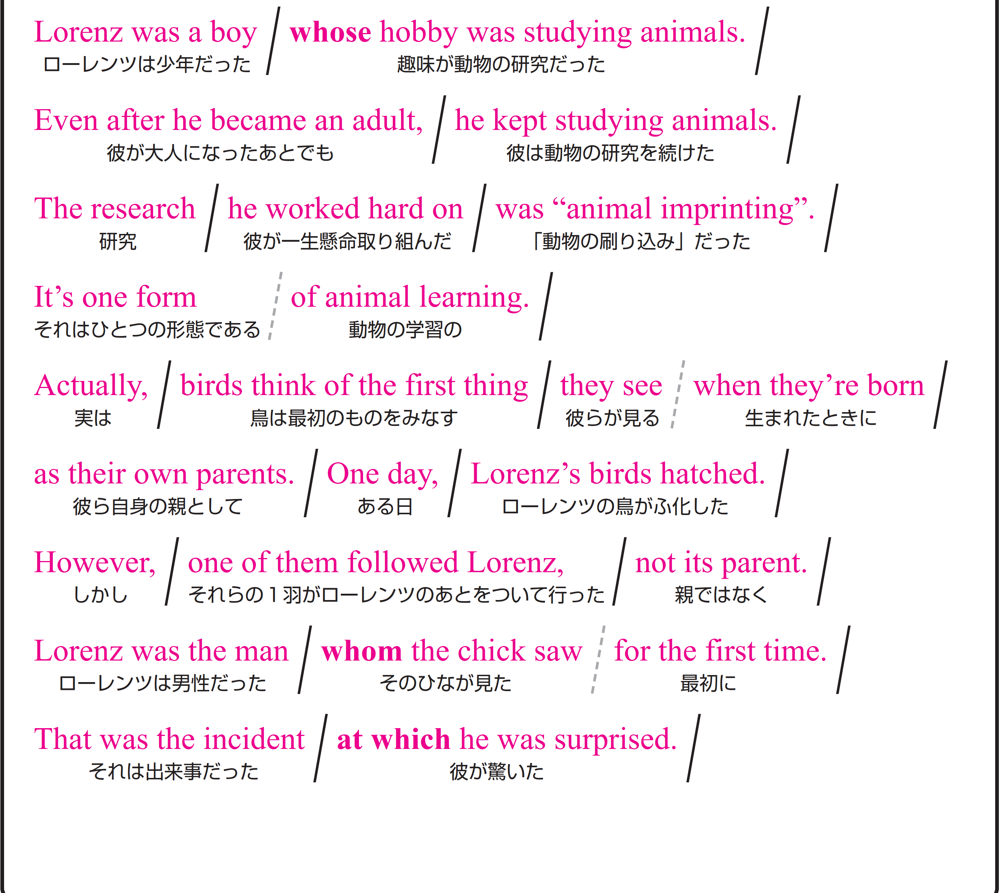 Lorenz was a boy / whose hobby was studying animals. /
ローレンツは少年だった 趣味が動物の研究だった
Even after he became an adult, / he kept studying animals. /
彼が大人になったあとでも 彼は動物の研究を続けた
The research / he worked hard on / was “animal imprinting”. /
研究 彼が一生懸命取り組んだ 「動物の刷り込み」だった
It’s one form / of animal learning. /
それはひとつの形態である 動物の学習の
Actually, / birds think of the first thing / they see / when they’re born /
実は 鳥は最初のものをみなす 彼らが見る 生まれたときに
as their own parents. / One day, / Lorenz’s birds hatched. /
彼ら自身の親として ある日 ローレンツの鳥がふ化した
However, / one of them followed Lorenz, / not its parent. /
しかし それらの1羽がローレンツのあとをついて行った 親ではなく
Lorenz was the man / whom the chick saw / for the first time. /
ローレンツは男性だった そのひなが見た 最初に
That was the incident / at which he was surprised. /
それは出来事だった 彼が驚いた